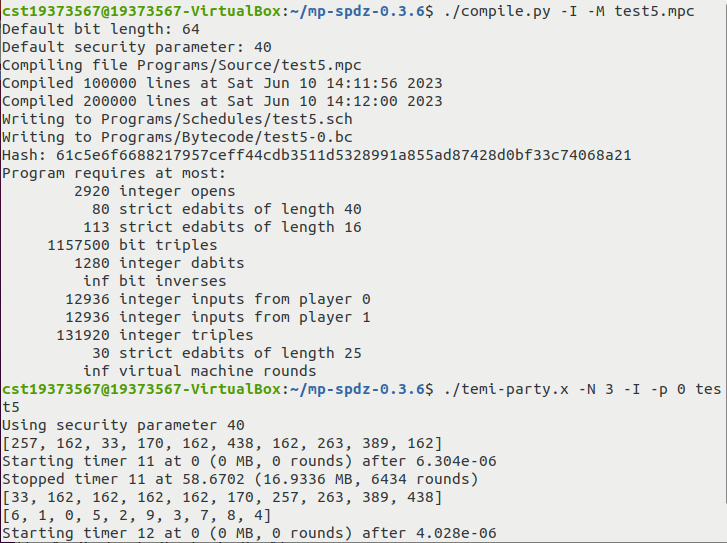 cst19373567@19373567-VirtualBox:~/mp-spdz-0.3.6$ ./compile.py -I -M test5.mpc
Default bit length: 64
Default security parameter: 40
Compiling file Programs/Source/test5.mpc
Compiled 100000 lines at Sat Jun 10 14:11:56 2023
Compiled 200000 lines at Sat Jun 10 14:12:00 2023
Writing to Programs/Schedules/test5.sch
Writing to Programs/Bytecode/test5-0.bc
Hash: 61c5e6f6688217957ceff44cdb3511d5328991a855ad87428d0bf33c74068a21
Program requires at most:
2920 integer opens
80 strict edabits of length 40
113 strict edabits of length 16
1157500 bit triples
1280 integer dabits
inf bit inverses
12936 integer inputs from player 0
12936 integer inputs from player 1
131920 integer triples
30 strict edabits of length 25
inf virtual machine rounds
cst19373567@19373567-VirtualBox:~/mp-spdz-0.3.6$ ./temi-party.x -N 3 -I -p 0 tes
t5
Using security parameter 40
[257, 162, 33, 170, 162, 438, 162, 263, 389, 162]
Starting timer 11 at 0 (0 MB, 0 rounds) after 6.304e-06
Stopped timer 11 at 58.6702 (16.9336 MB, 6434 rounds)
[33, 162, 162, 162, 162, 170, 257, 263, 389, 438]
[6, 1, 0, 5, 2, 9, 3, 7, 8, 4]
Starting timer 12 at 0 (0 MB, 0 rounds) after 4.028e-06